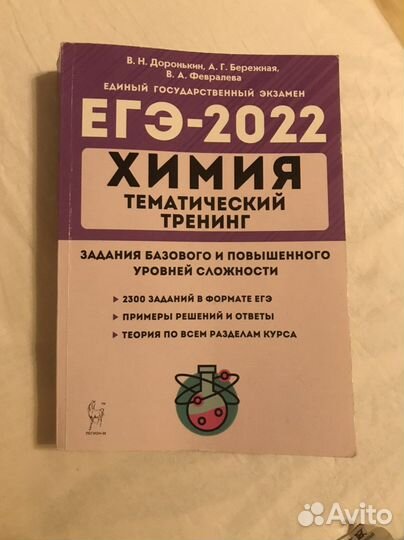 В. Н. Доронькин, А. Г. Бережная,
В. А. Февралева
ЕДИНЫЙ ГОСУДАРСТВЕННЫЙ ЭКЗАМЕН
ЕГЭ-2022
ХИМИЯ
ТЕМАТИЧЕСКИЙ
ТРЕНИНГ
ЗАДАНИЯ БАЗОВОГО И ПОВЫШЕННОГО
УРОВНЕЙ СЛОЖНОСТИ
2300 ЗАДАНИЙ В ФОРМАТЕ ЕГЭ
ПРИМЕРЫ РЕШЕНИЙ И ОТВЕТЫ
ТЕОРИЯ ПО ВСЕМ РАЗДЕЛАМ КУРСА
ЛЕГИОН-М
Avito